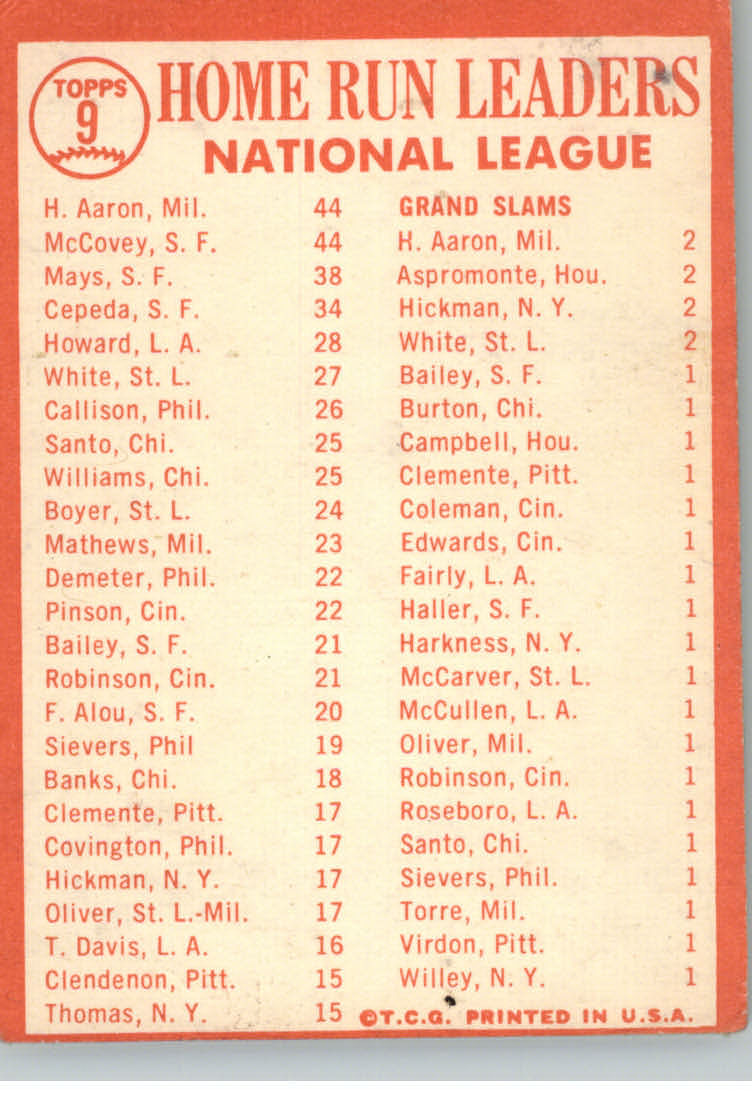 TOPPS
9
HOME RUN LEADERS
NATIONAL LEAGUE
H. Aaron, Mil. 44
McCovey, S. F. 44
Mays, S. F. 38
Cepeda, S. F. 34
Howard, L. A. 28
White, St. L. 27
Callison, Phil. 26
Santo, Chi. 25
Williams, Chi. 25
Boyer, St. L. 24
Mathews, Mil. 23
Demeter, Phil. 22
Pinson, Cin. 22
Bailey, S. F. 21
Robinson, Cin. 21
F. Alou, S. F. 20
Sievers, Phil 19
Banks, Chi. 18
Clemente, Pitt. 17
Covington, Phil. 17
Hickman, N. Y. 17
Oliver, St. L.-Mil. 17
T. Davis, L. A. 16
Clendenon, Pitt. 15
Thomas, N. Y. 15
GRAND SLAMS
H. Aaron, Mil. 2
Aspromonte, Hou. 2
Hickman, N. Y. 2
White, St. L. 2
Bailey, S. F. 1
Burton, Chi. 1
Campbell, Hou. 1
Clemente, Pitt. 1
Coleman, Cin. 1
Edwards, Cin. 1
Fairly, L. A. 1
Haller, S. F. 1
Harkness, N. Y. 1
McCarver, St. L. 1
McCullen, L. A. 1
Oliver, Mil. 1
Robinson, Cin. 1
Roseboro, L. A. 1
Santo, Chi. 1
Sievers, Phil. 1
Torre, Mil. 1
Virdon, Pitt. 1
Willey, N. Y. 1
©T.C.G. PRINTED IN U.S.A.